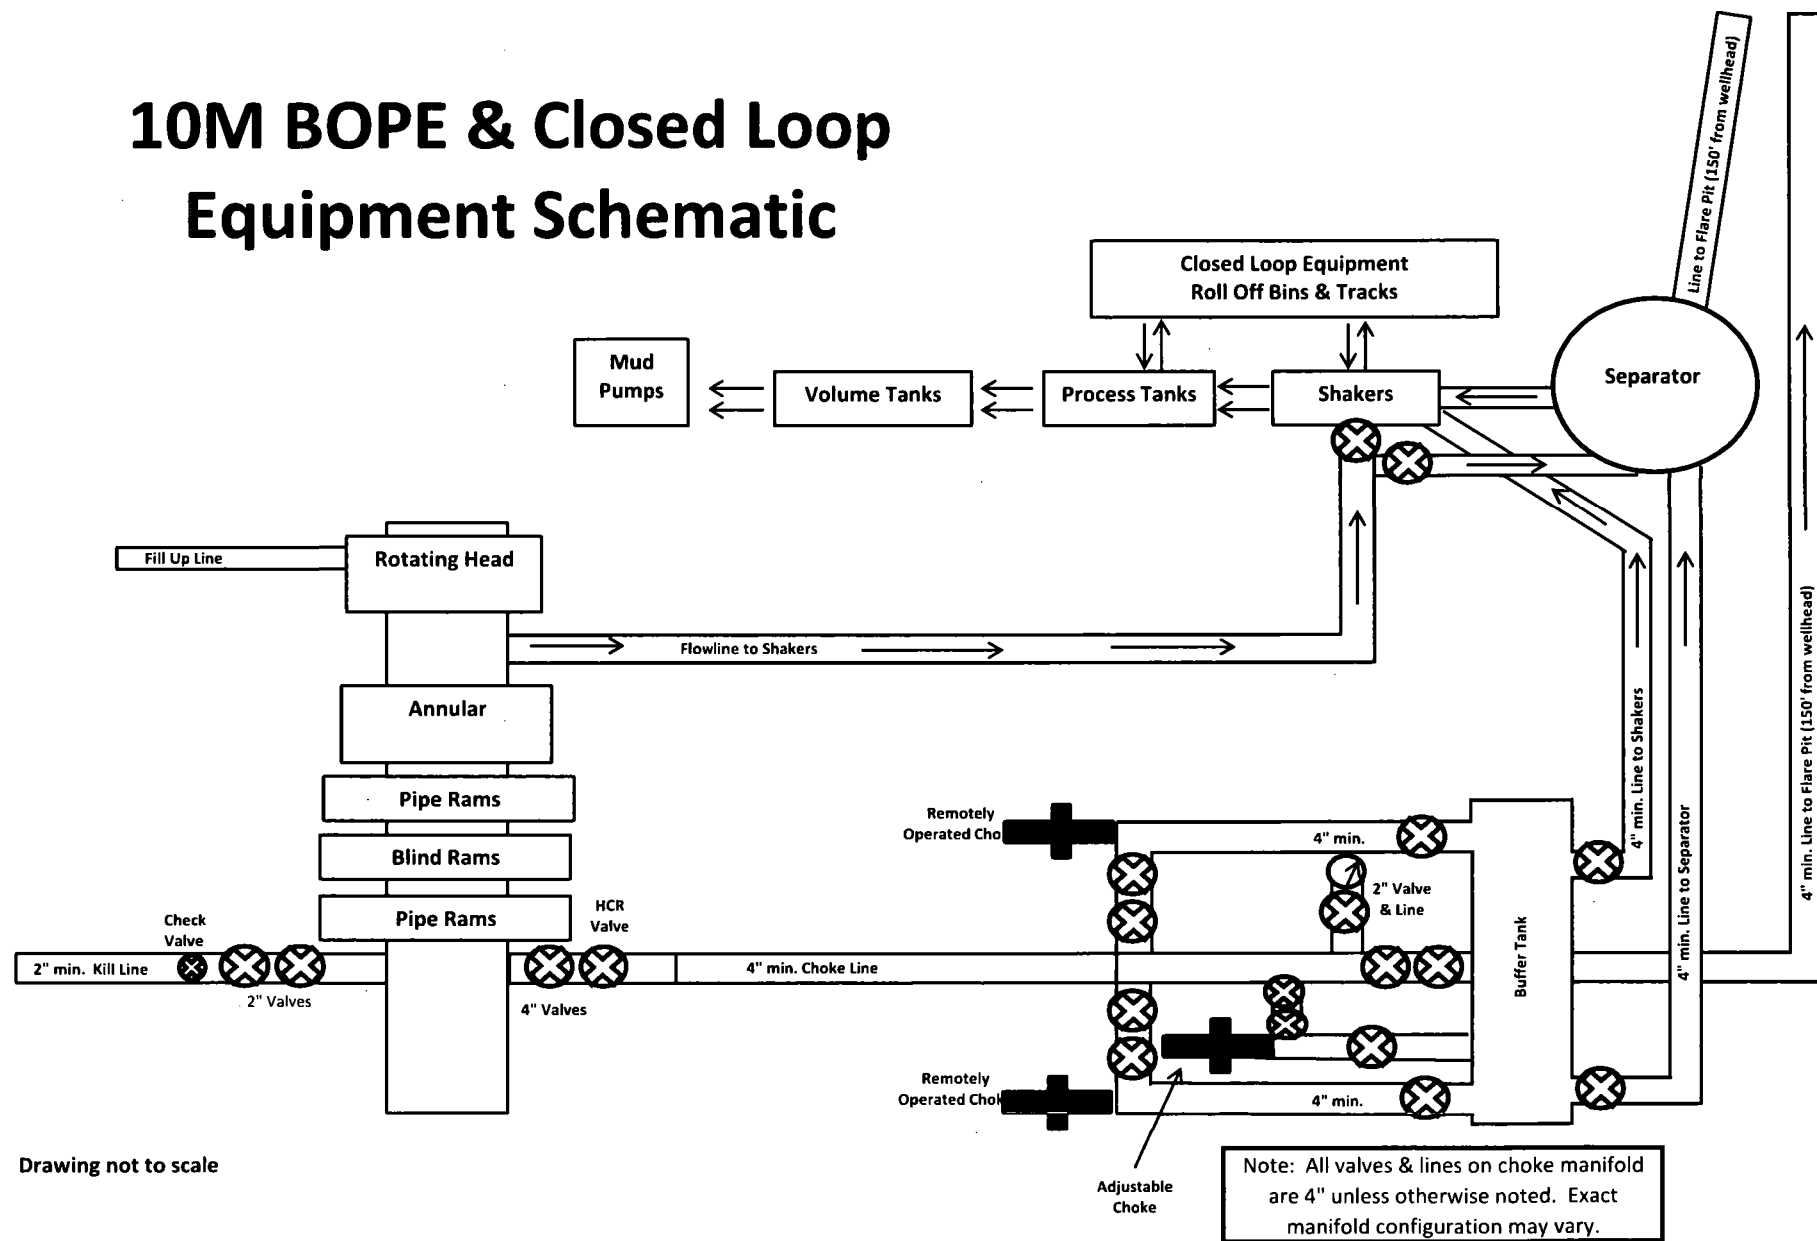 10M BOPE & Closed Loop
Equipment Schematic
Line to Flare Pit (150' from wellhead)
Closed Loop Equipment
Roll Off Bins & Tracks
Mud
Pumps
Volume Tanks
Process Tanks
Shakers
Separator
Fill Up Line
Rotating Head
Flowline to Shakers
Annular
Pipe Rams
Blind Rams
Pipe Rams
Check
Valve
HCR
Valve
2" min. Kill Line
2" Valves
4" Valves
4" min. Choke Line
Remotely
Operated Cho
4" min.
2" Valve
& Line
Buffer Tank
4" min. Line to Shakers
4" min. Line to Separator
4" min. Line to Flare Pit (150' from wellhead)
Remotely
Operated Chok
4" min.
Adjustable
Choke
Drawing not to scale
Note: All valves & lines on choke manifold
are 4" unless otherwise noted. Exact
manifold configuration may vary.